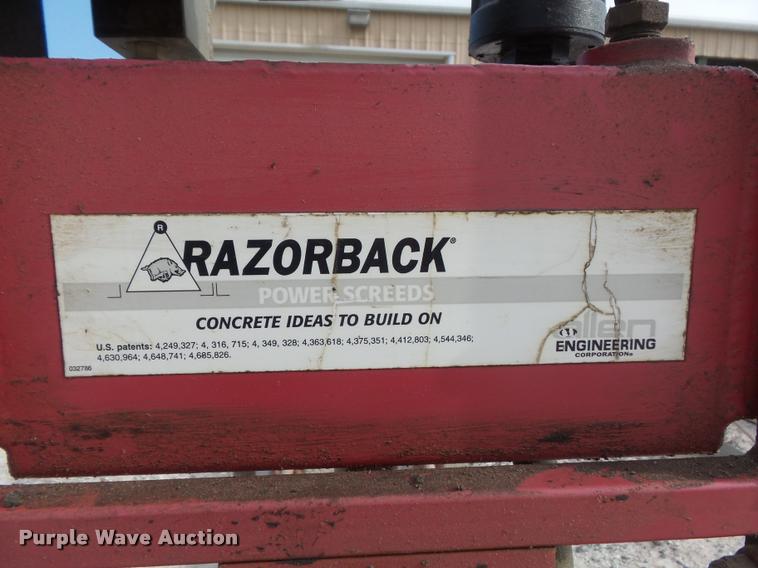 R
RAZORBACK®
POWER SCREEDS
CONCRETE IDEAS TO BUILD ON
U.S. patents: 4,249,327; 4, 316, 715; 4, 349, 328; 4,363,618; 4,375,351; 4,412,803; 4,544,346;
4,630,964; 4,648,741; 4,685,826.
allen
ENGINEERING
CORPORATION®
032786
Purple Wave Auction